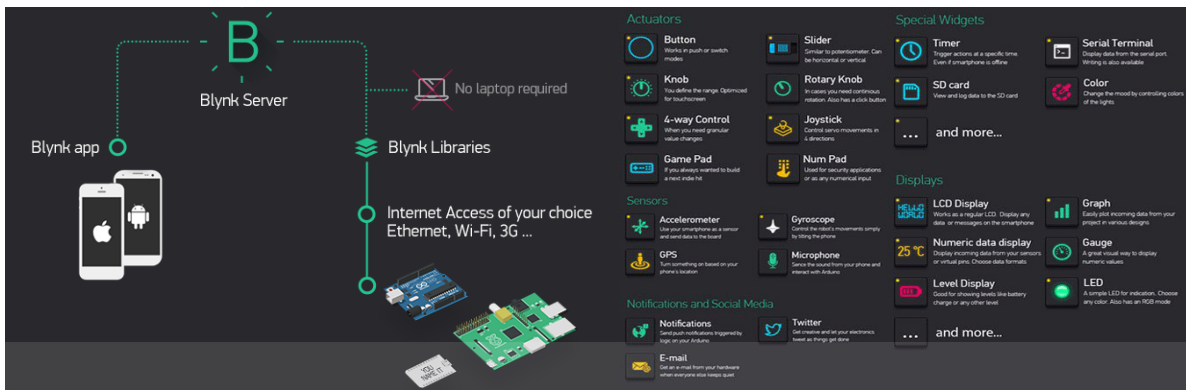 B
Blynk Server
No laptop required
Blynk app
Blynk Libraries
Internet Access of your choice
Ethernet, Wi-Fi, 3G ...
YOU
NAME IT
Actuators
Button
Works in push or switch
modes
Slider
Similar to potentiometer. Can
be horizontal or vertical
Knob
You define the range. Optimized
for touchscreen
Rotary Knob
In cases you need continious
rotation. Also has a click button
4-way Control
When you need granular
value changes
Joystick
Control servo movements in
4 directions
Game Pad
If you always wanted to build
a next indie hit
Num Pad
Used for security applications
or as any numerical input
Sensors
Accelerometer
Use your smartphone as a sensor
and send data to the board
Gyroscope
Control the robot's movements simply
by tilting the phone
GPS
Turn something on based on your
phone's location
Microphone
Sence the sound from your phone and
interact with Arduino
Notifications and Social Media
Notifications
Send push notifications triggered by
logic on your Arduino
Twitter
Get creative and let your electronics
tweet as things get done
E-mail
Get an e-mail from your hardware
when everyone else keeps quiet
Special Widgets
Timer
Trigger actions at a specific time.
Even if smartphone is offline
Serial Terminal
Display data from the serial port.
Writing is also available
SD card
View and log data to the SD card
Color
Change the mood by controlling colors
of the lights
... and more...
Displays
HELLO
WORLD
LCD Display
Works as a regular LCD. Display any
data or messages on the smartphone
Graph
Easily plot incoming data from your
project in various designs
25 °C
Numeric data display
Display incoming data from your sensors
or virtual pins. Choose data formats
Gauge
A great visual way to display
numeric values
Level Display
Good for showing levels like battery
charge or any other level
LED
A simple LED for indication. Choose
any color. Also has an RGB mode
... and more...